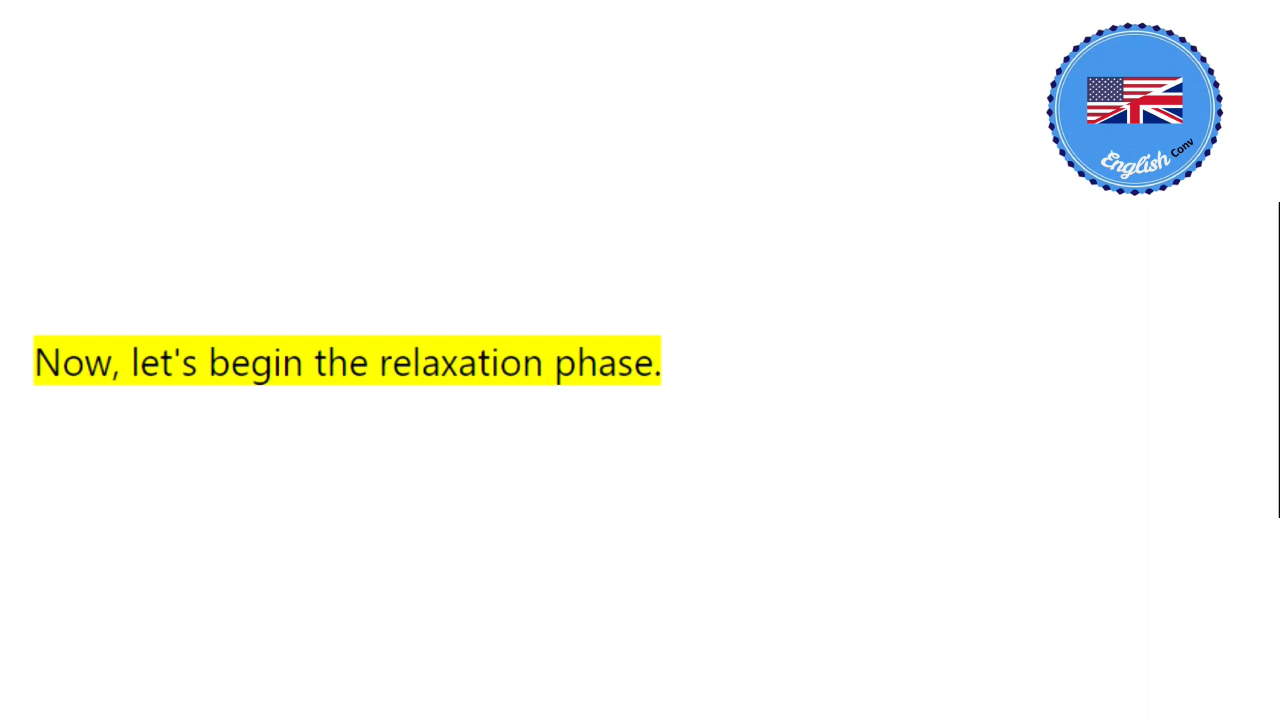 English Conv
Now, let's begin the relaxation phase.